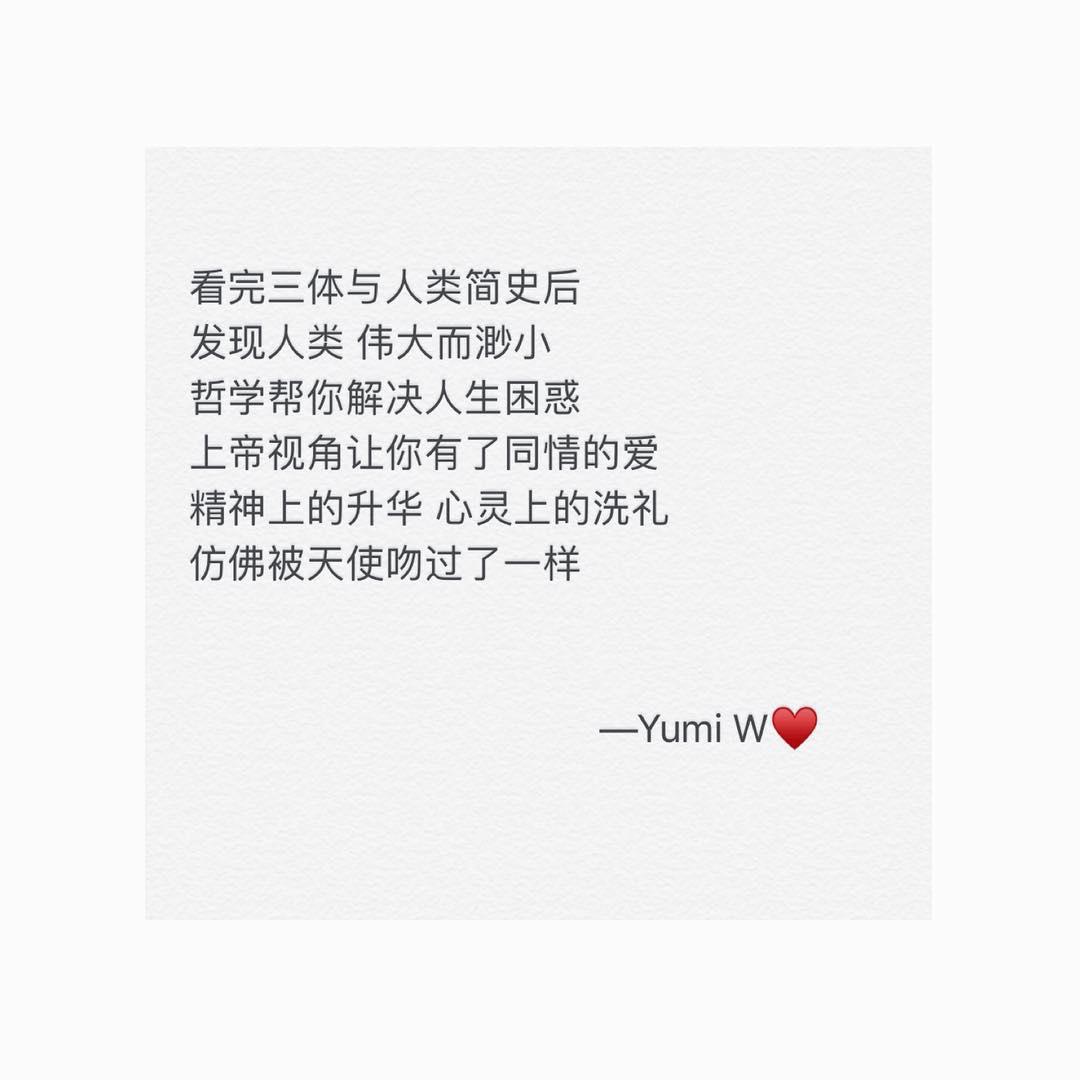 看完三体与人类简史后
发现人类 伟大而渺小
哲学帮你解决人生困惑
上帝视角让你有了同情的爱
精神上的升华 心灵上的洗礼
仿佛被天使吻过了一样
—Yumi W♥️